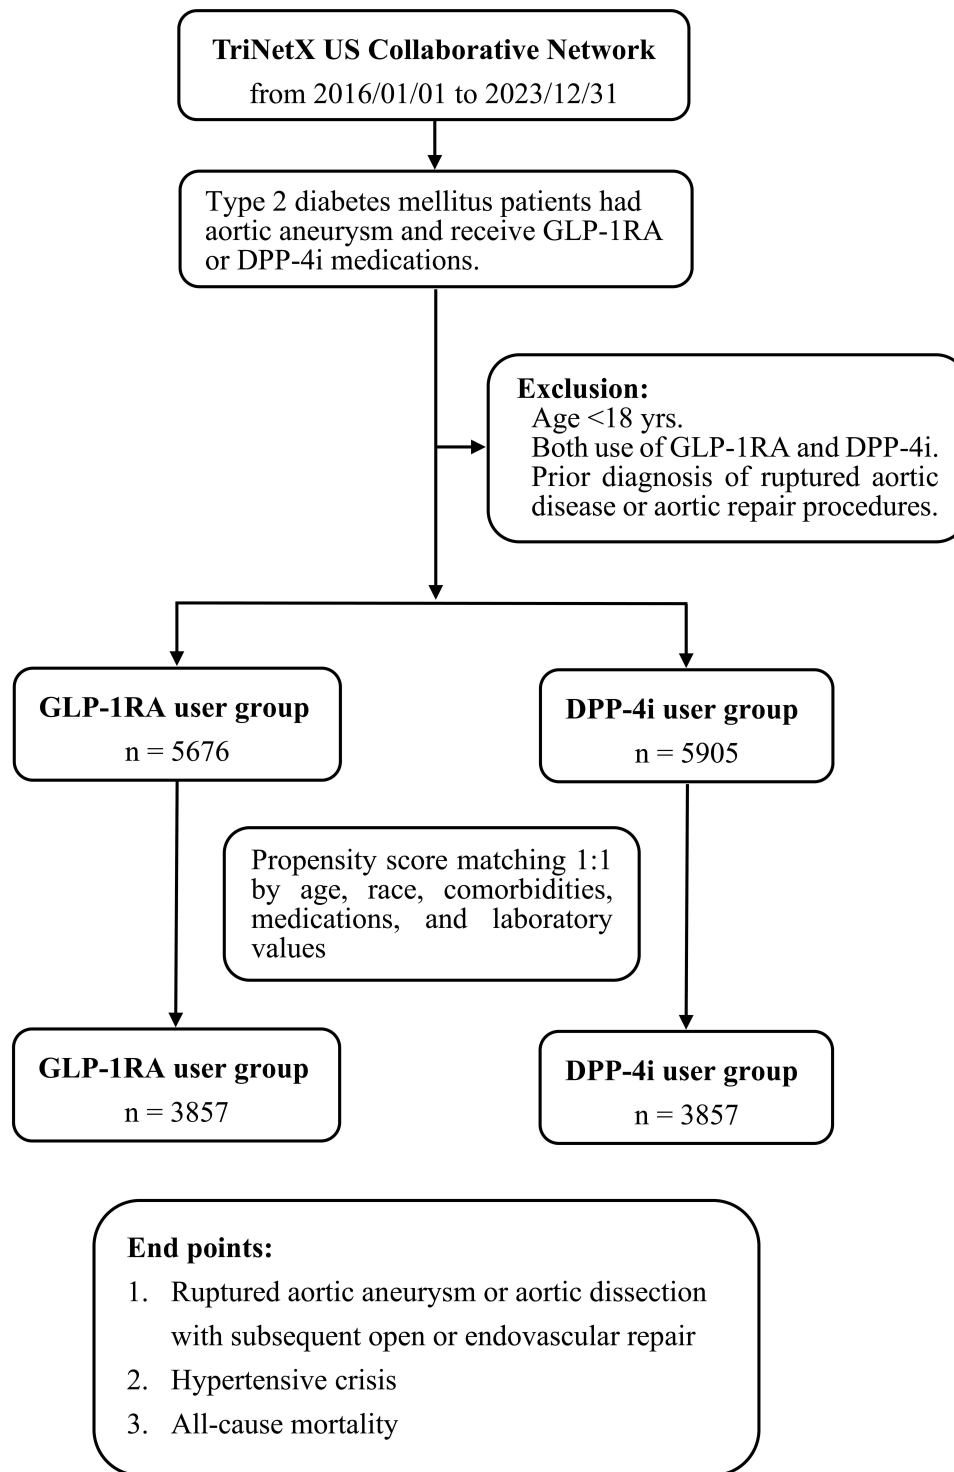 TriNetX US Collaborative Network
from 2016/01/01 to 2023/12/31
Type 2 diabetes mellitus patients had
aortic aneurysm and receive GLP-1RA
or DPP-4i medications.
Exclusion:
Age <18 yrs.
Both use of GLP-1RA and DPP-4i.
Prior diagnosis of ruptured aortic
disease or aortic repair procedures.
GLP-1RA user group
n = 5676
DPP-4i user group
n = 5905
Propensity score matching 1:1
by age, race, comorbidities,
medications, and laboratory
values
GLP-1RA user group
n = 3857
DPP-4i user group
n = 3857
End points:
1. Ruptured aortic aneurysm or aortic dissection
with subsequent open or endovascular repair
2. Hypertensive crisis
3. All-cause mortality